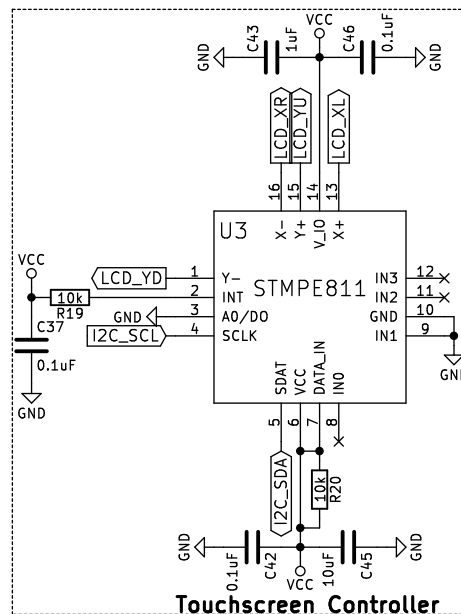 VCC
C43
1uF
C46
0.1uF
GND
GND
LCD_XR
LCD_YU
LCD_XL
16
15
14
13
X-
Y+
V_IO
X+
U3
STMPE811
VCC
LCD_YD
1
Y-
10k
R19
2
INT
GND
3
A0/DO
I2C_SCL
4
SCLK
C37
0.1uF
GND
IN3
12
IN2
11
GND
10
IN1
9
GND
SDAT
VCC
DATA_IN
IN0
5
6
7
8
I2C_SDA
10k
R20
GND
0.1uF
C42
VCC
10uF
C45
GND
Touchscreen Controller